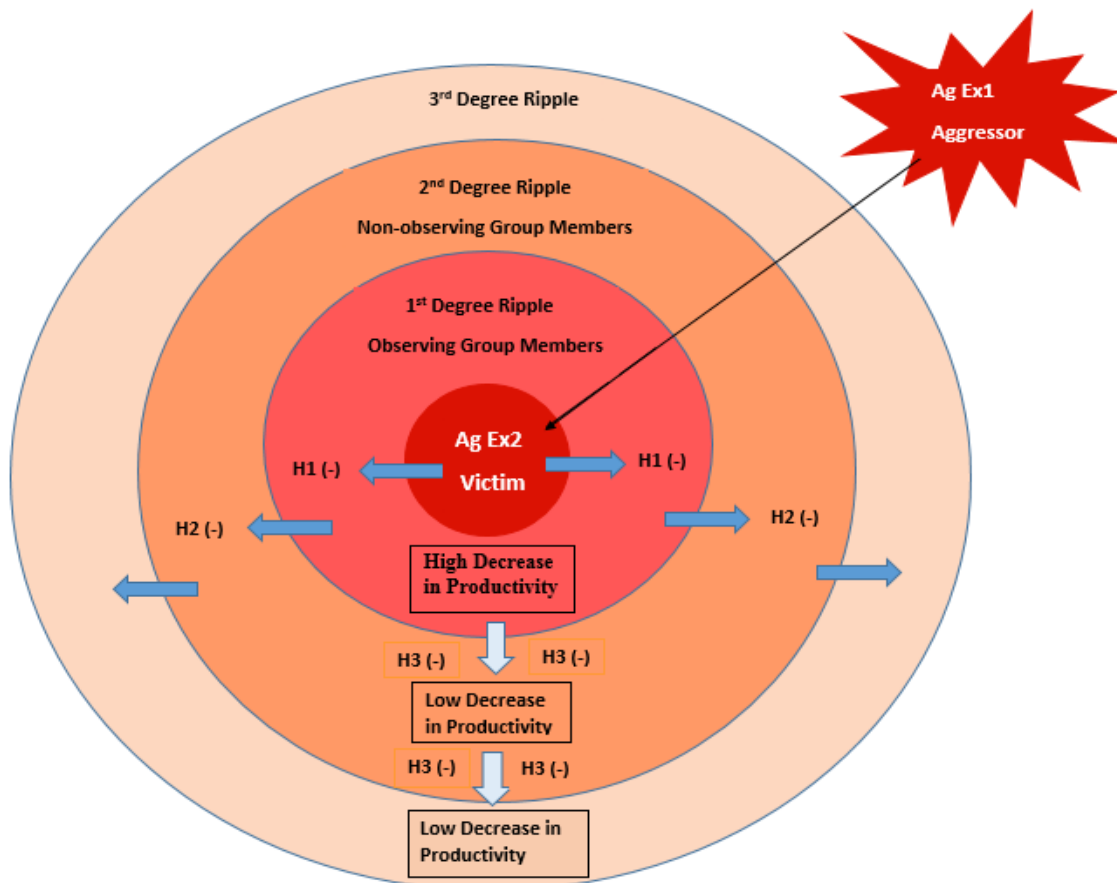 3rd Degree Ripple
Ag Ex1
Aggressor
2nd Degree Ripple
Non-observing Group Members
1st Degree Ripple
Observing Group Members
Ag Ex2
Victim
H1 (-)
H1 (-)
H2 (-)
H2 (-)
High Decrease
in Productivity
H3 (-)
H3 (-)
Low Decrease
in Productivity
H3 (-)
H3 (-)
Low Decrease in
Productivity